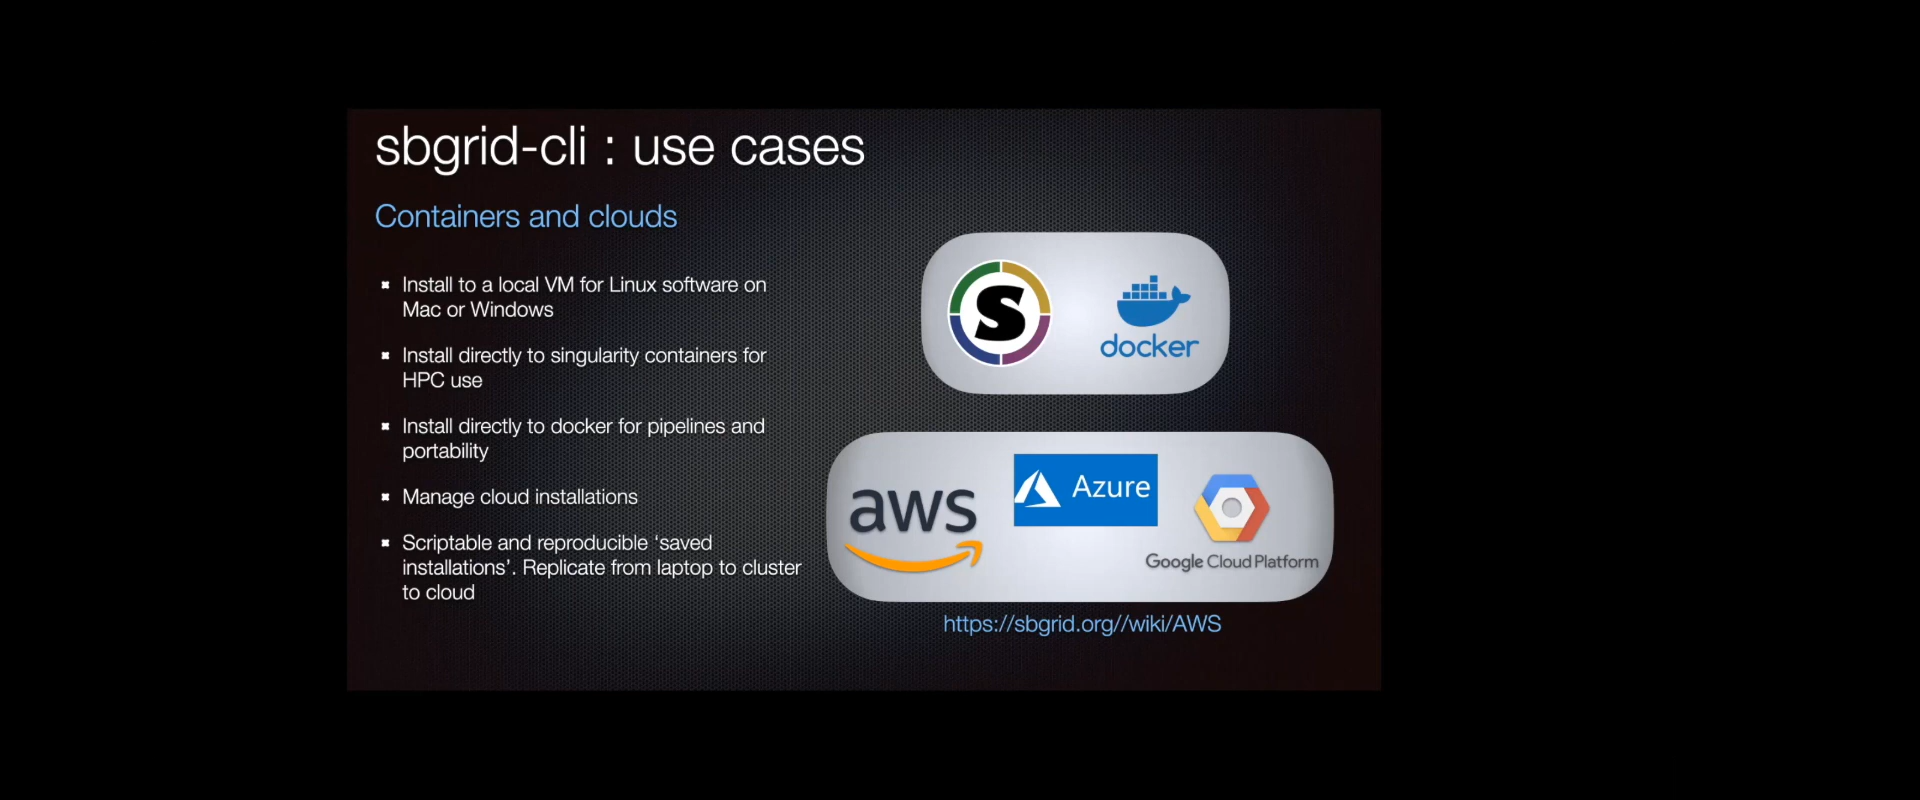 sbgrid-cli : use cases
Containers and clouds
Install to a local VM for Linux software on
Mac or Windows
Install directly to singularity containers for
HPC use
Install directly to docker for pipelines and
portability
Manage cloud installations
Scriptable and reproducible ‘saved
installations’. Replicate from laptop to cluster
to cloud
S
docker
aws
Azure
Google Cloud Platform
https://sbgrid.org//wiki/AWS